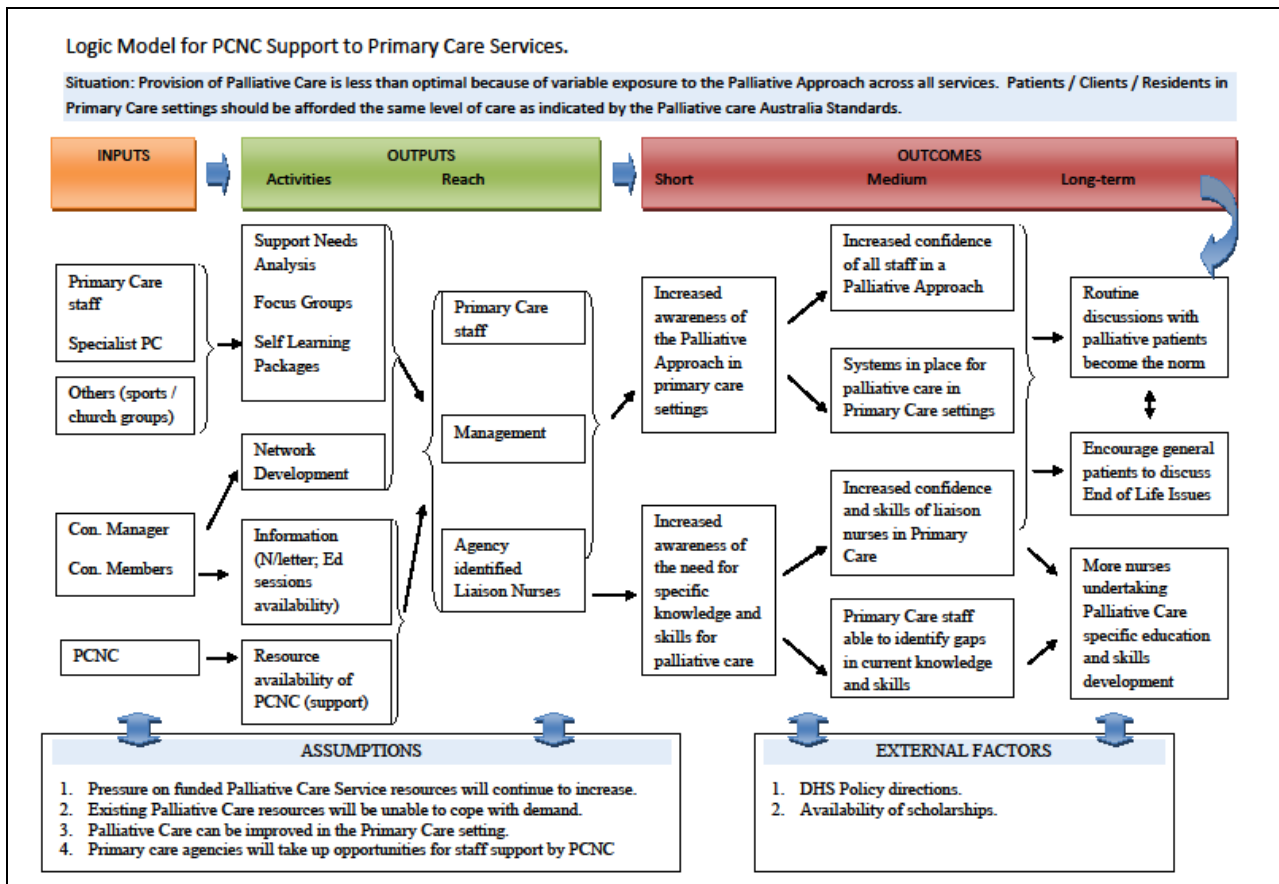 Logic Model for PCNC Support to Primary Care Services.
Situation: Provision of Palliative Care is less than optimal because of variable exposure to the Palliative Approach across all services. Patients / Clients / Residents in
Primary Care settings should be afforded the same level of care as indicated by the Palliative care Australia Standards.
INPUTS
OUTPUTS
Activities
Reach
OUTCOMES
Short
Medium
Long-term
Primary Care
staff
Specialist PC
Others (sports /
church groups)
Con. Manager
Con. Members
PCNC
Support Needs
Analysis
Focus Groups
Self Learning
Packages
Network
Development
Information
(N/letter; Ed
sessions
availability)
Resource
availability of
PCNC (support)
Primary Care
staff
Management
Agency
identified
Liaison Nurses
Increased
awareness of
the Palliative
Approach in
primary care
settings
Increased
awareness of
the need for
specific
knowledge and
skills for
palliative care
Increased confidence
of all staff in a
Palliative Approach
Systems in place for
palliative care in
Primary Care settings
Increased confidence
and skills of liaison
nurses in Primary
Care
Primary Care staff
able to identify gaps
in current knowledge
and skills
Routine
discussions with
palliative patients
become the norm
Encourage general
patients to discuss
End of Life Issues
More nurses
undertaking
Palliative Care
specific education
and skills
development
ASSUMPTIONS
1. Pressure on funded Palliative Care Service resources will continue to increase.
2. Existing Palliative Care resources will be unable to cope with demand.
3. Palliative Care can be improved in the Primary Care setting.
4. Primary care agencies will take up opportunities for staff support by PCNC
EXTERNAL FACTORS
1. DHS Policy directions.
2. Availability of scholarships.